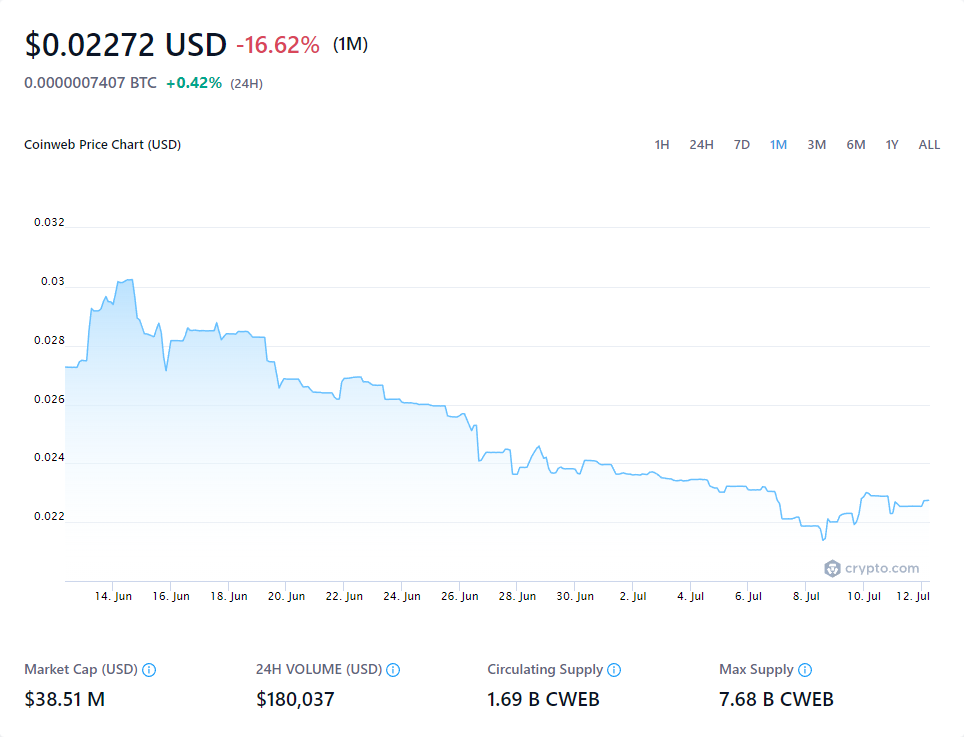 $0.02272 USD -16.62% (1M)
0.0000007407 BTC +0.42% (24H)
Coinweb Price Chart (USD) 1H 24H 7D 1M 3M 6M 1Y ALL
0.032
0.03
0.028
0.026
0.024
0.022
crypto.com
14. Jun 16. Jun 18. Jun 20. Jun 22. Jun 24. Jun 26. Jun 28. Jun 30. Jun 2. Jul 4. Jul 6. Jul 8. Jul 10. Jul 12. Jul
Market Cap (USD) 24H VOLUME (USD) Circulating Supply Max Supply
$38.51 M $180,037 1.69 B CWEB 7.68 B CWEB